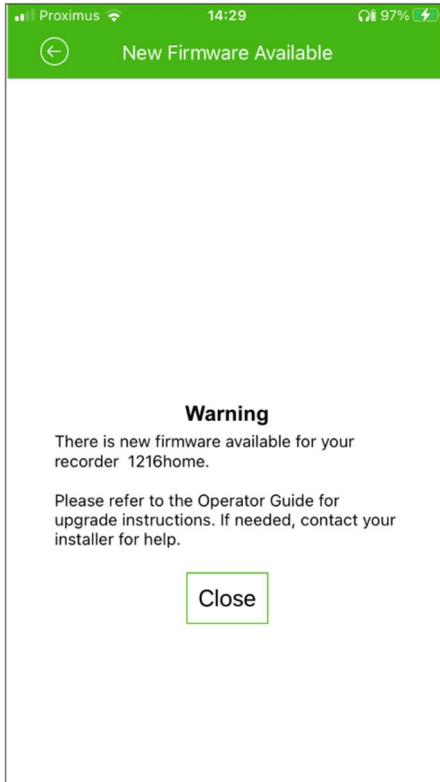 Proximus 14:29 97%
New Firmware Available
Warning
There is new firmware available for your
recorder 1216home.
Please refer to the Operator Guide for
upgrade instructions. If needed, contact your
installer for help.
Close